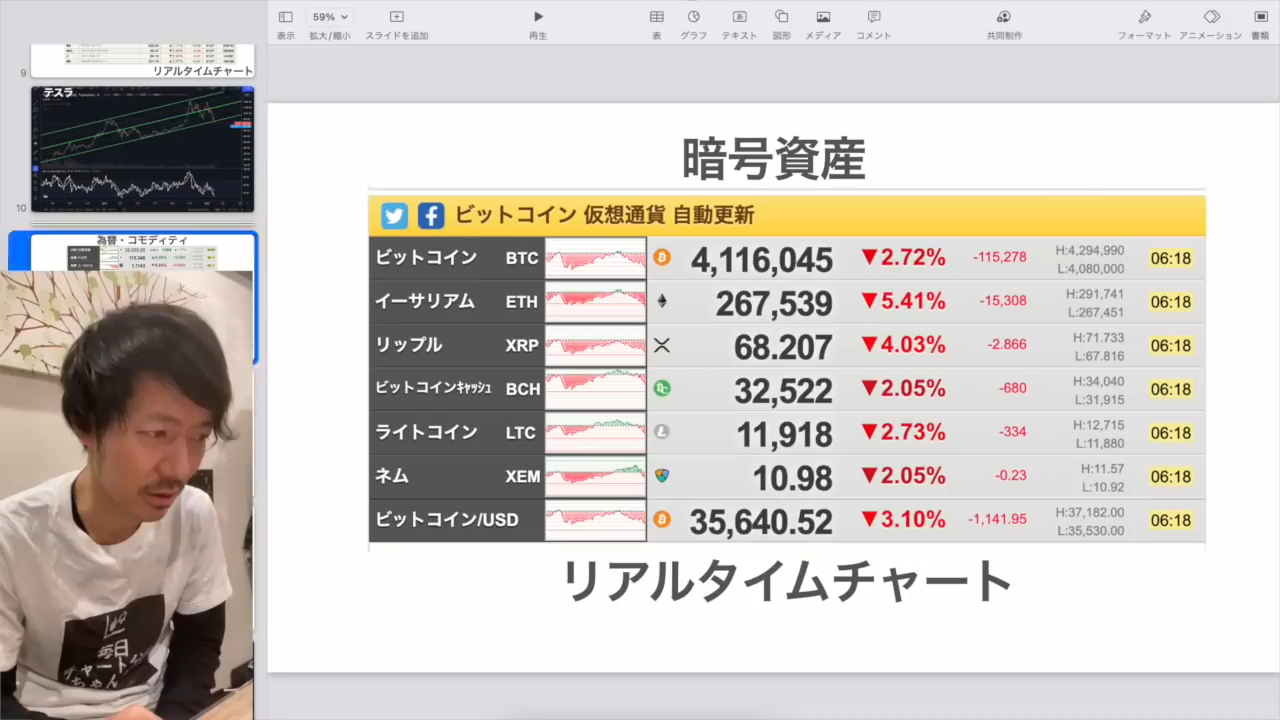 59%
表示
拡大/縮小
スライドを追加
再生
表
グラフ
テキスト
図形
メディア
コメント
共同制作
フォーマット
アニメーション
書類
9
リアルタイムチャート
テスラ
10
為替・コモディティ
暗号資産
ビットコイン 仮想通貨 自動更新
ビットコイン BTC 4,116,045 ▼2.72% -115,278 H:4,294,990 L:4,080,000 06:18
イーサリアム ETH 267,539 ▼5.41% -15,308 H:291,741 L:267,451 06:18
リップル XRP 68.207 ▼4.03% -2.866 H:71.733 L:67.816 06:18
ビットコインｷｬｯｼｭ BCH 32,522 ▼2.05% -680 H:34,040 L:31,915 06:18
ライトコイン LTC 11,918 ▼2.73% -334 H:12,715 L:11,880 06:18
ネム XEM 10.98 ▼2.05% -0.23 H:11.57 L:10.92 06:18
ビットコイン/USD 35,640.52 ▼3.10% -1,141.95 H:37,182.00 L:35,530.00 06:18
リアルタイムチャート
毎日